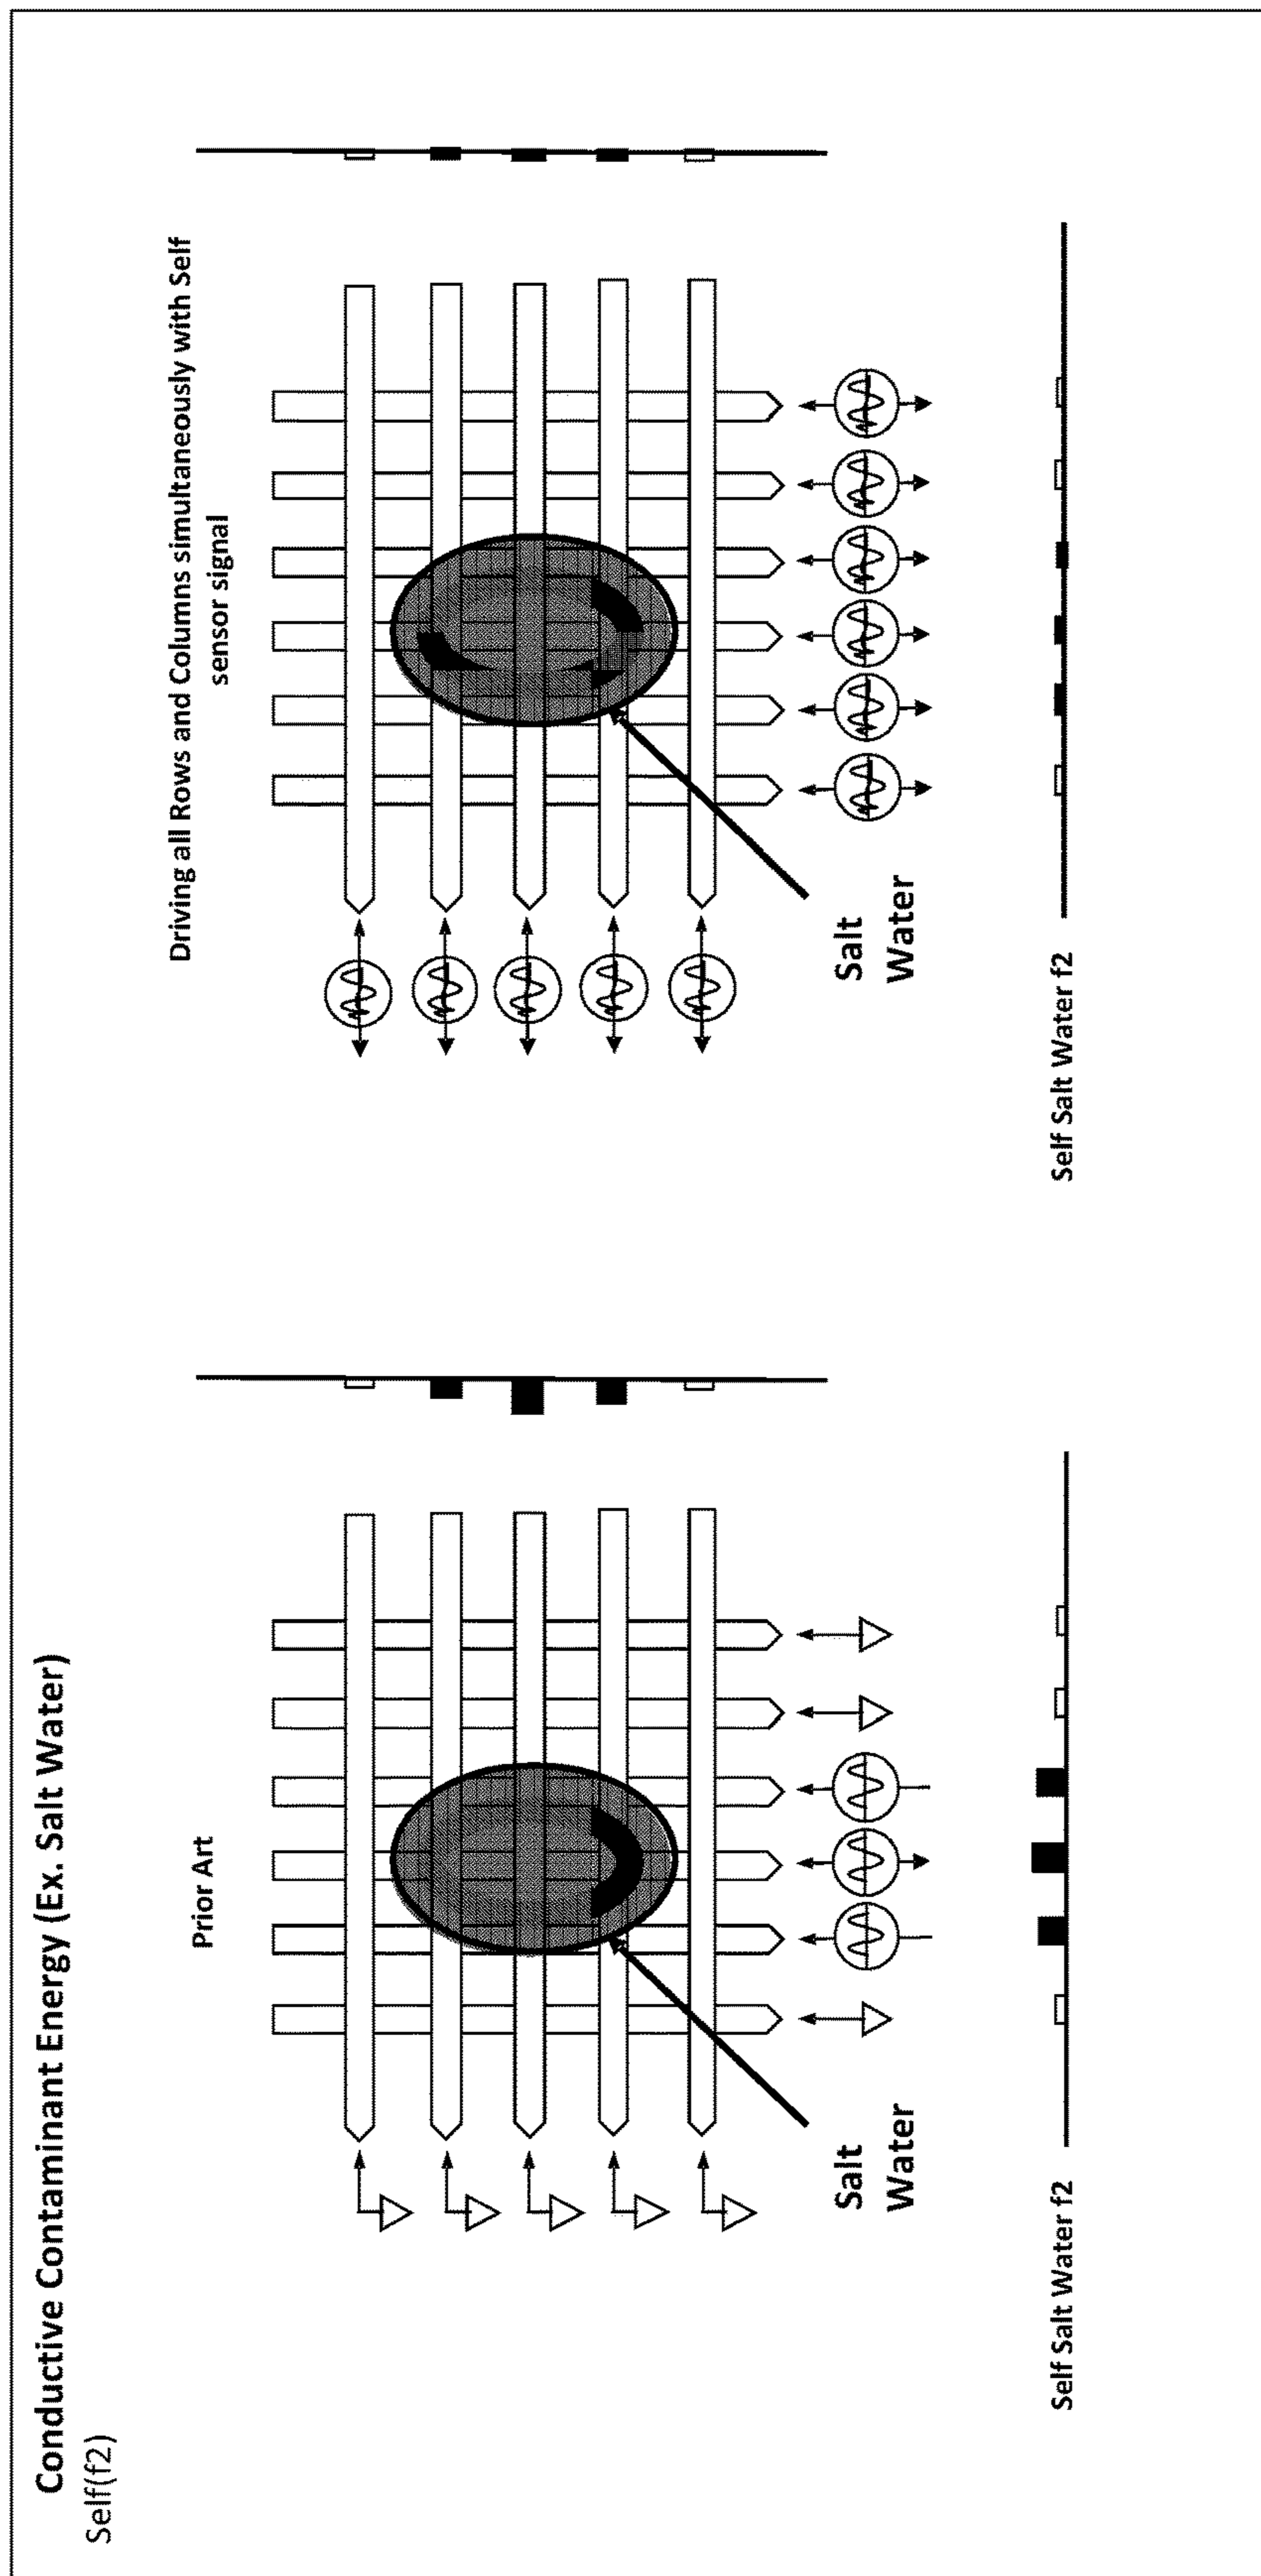 Conductive Contaminant Energy (Ex. Salt Water)
Self(f2)
Prior Art
Salt
Water
Self Salt Water f2
Driving all Rows and Columns simultaneously with Self
sensor signal
Salt
Water
Self Salt Water f2